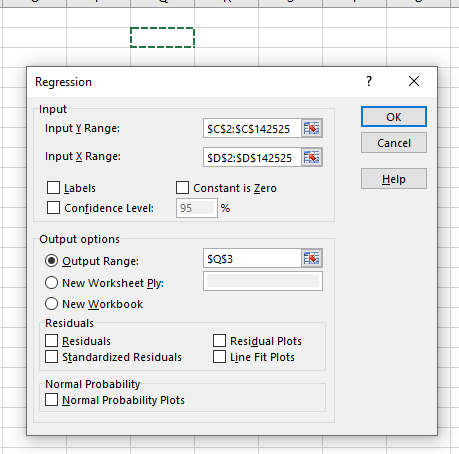 Regression ?
Input
Input Y Range: $C$2:$C$142525
Input X Range: $D$2:$D$142525
Labels Constant is Zero
Confidence Level: 95 %
Output options
Output Range: $Q$3
New Worksheet Ply:
New Workbook
Residuals
Residuals Residual Plots
Standardized Residuals Line Fit Plots
Normal Probability
Normal Probability Plots
OK
Cancel
Help